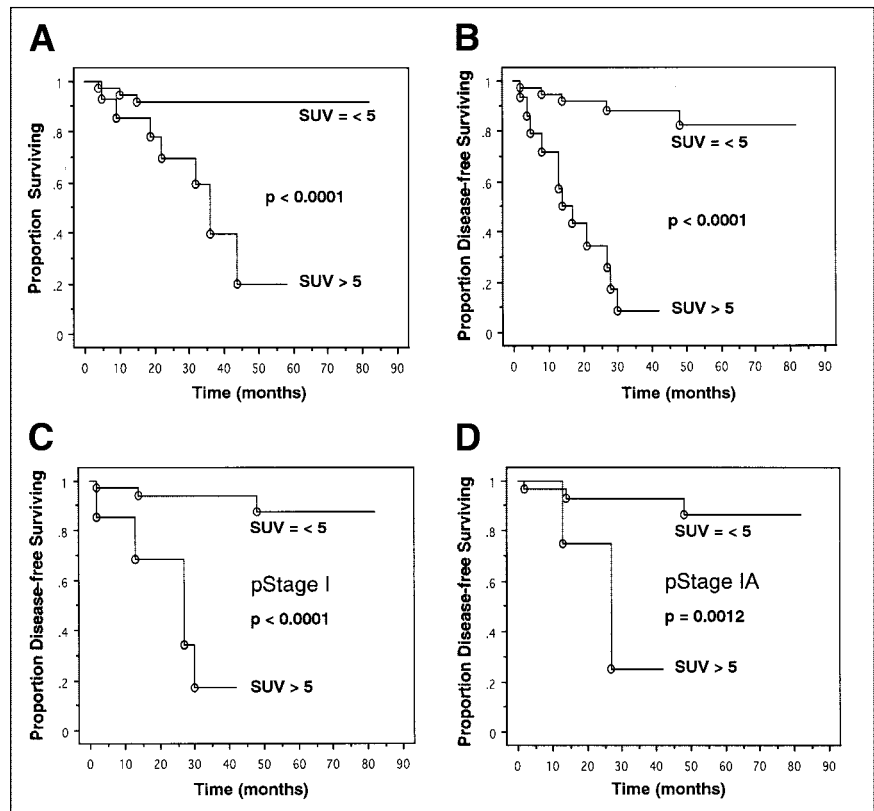 A
Proportion Surviving
1
.8
.6
.4
.2
0
SUV = < 5
p < 0.0001
SUV > 5
0 10 20 30 40 50 60 70 80 90
Time (months)
B
Proportion Disease-free Surviving
1
.8
.6
.4
.2
0
SUV = < 5
p < 0.0001
SUV > 5
0 10 20 30 40 50 60 70 80 90
Time (months)
C
Proportion Disease-free Surviving
1
.8
.6
.4
.2
0
SUV = < 5
pStage I
p < 0.0001
SUV > 5
0 10 20 30 40 50 60 70 80 90
Time (months)
D
Proportion Disease-free Surviving
1
.8
.6
.4
.2
0
SUV = < 5
pStage IA
p = 0.0012
SUV > 5
0 10 20 30 40 50 60 70 80 90
Time (months)